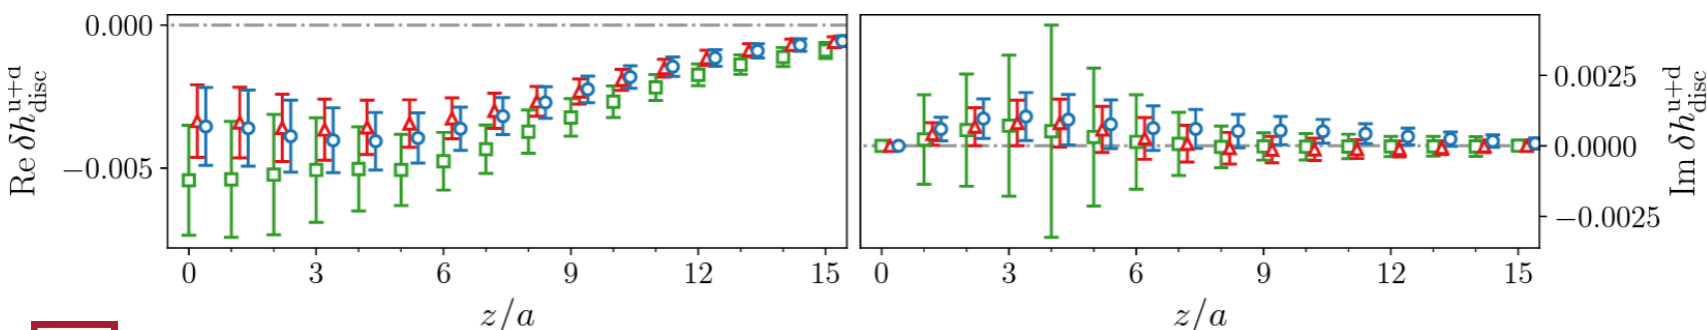 0.000
−0.005
Re δh^{u+d}_{disc}
0 3 6 9 12 15
z/a
0.0025
0.0000
−0.0025
Im δh^{u+d}_{disc}
0 3 6 9 12 15
z/a